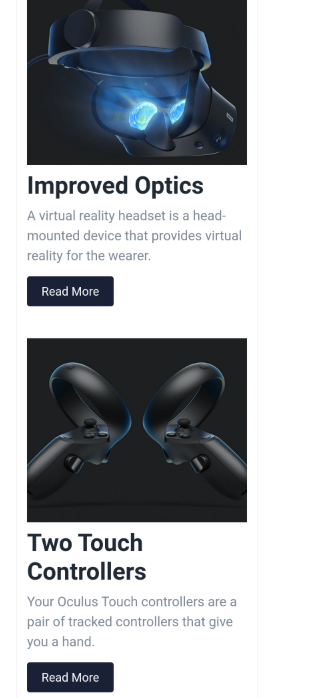 Improved Optics
A virtual reality headset is a head-
mounted device that provides virtual
reality for the wearer.
Read More
Two Touch
Controllers
Your Oculus Touch controllers are a
pair of tracked controllers that give
you a hand.
Read More